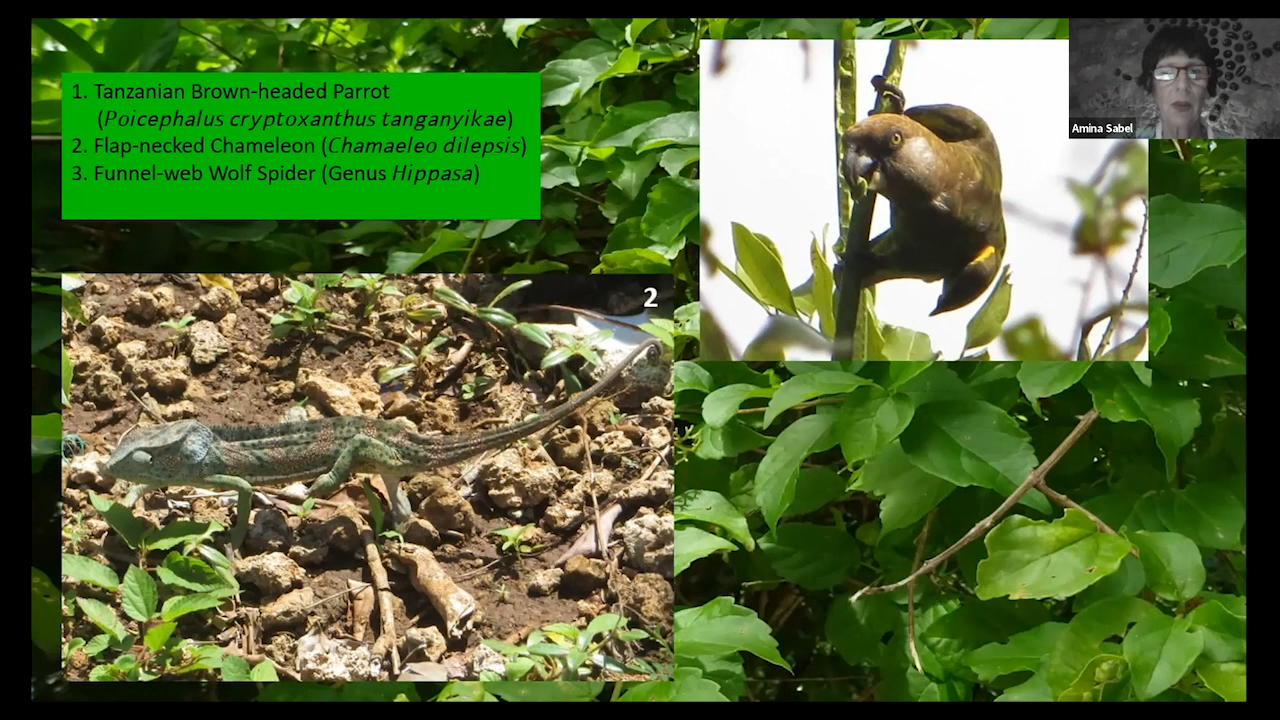 1. Tanzanian Brown-headed Parrot
(Poicephalus cryptoxanthus tanganyikae)
2. Flap-necked Chameleon (Chamaeleo dilepsis)
3. Funnel-web Wolf Spider (Genus Hippasa)
Amina Sabel
2